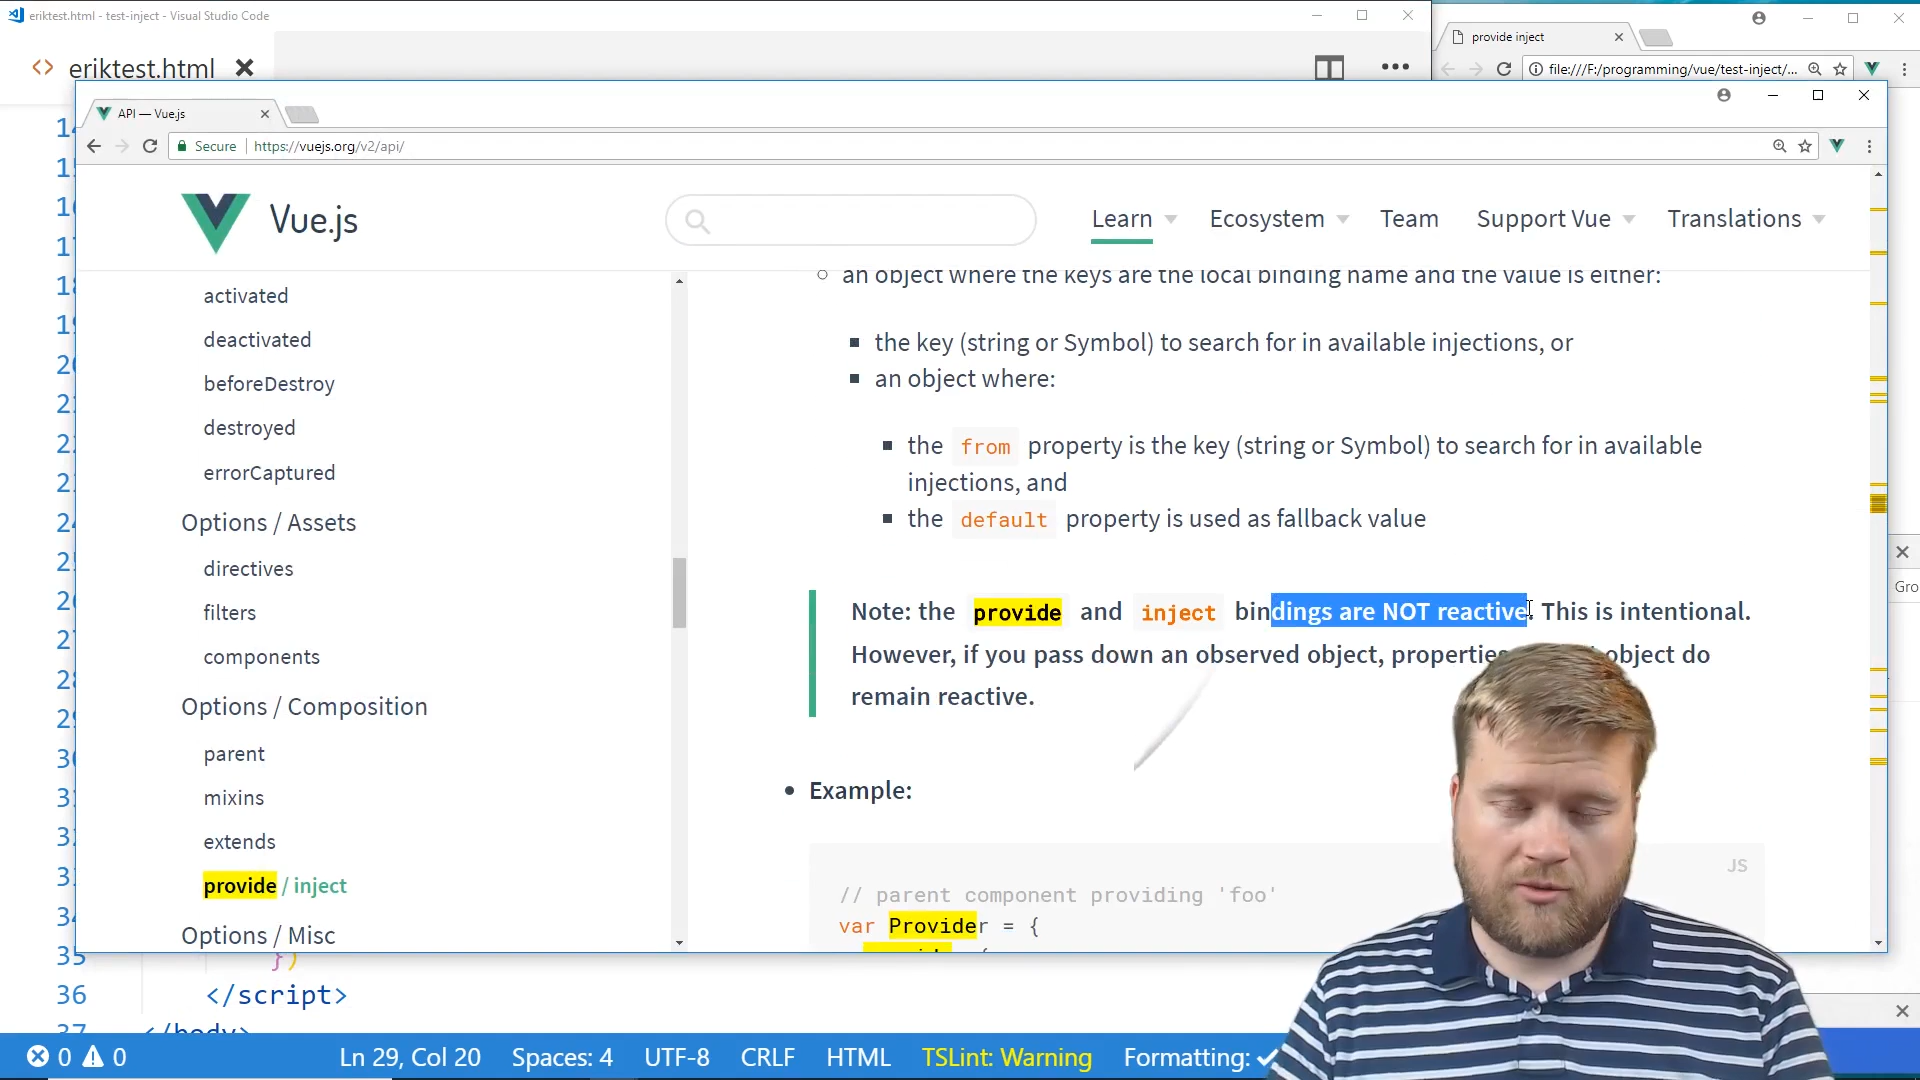 eriktest.html - test-inject - Visual Studio Code
provide inject
eriktest.html
file:///F:/programming/vue/test-inject/...
API — Vue.js
Secure
https://vuejs.org/v2/api/
Vue.js
Learn
Ecosystem
Team
Support Vue
Translations
activated
deactivated
beforeDestroy
destroyed
errorCaptured
Options / Assets
directives
filters
components
Options / Composition
parent
mixins
extends
provide / inject
Options / Misc
an object where the keys are the local binding name and the value is either:
the key (string or Symbol) to search for in available injections, or
an object where:
the from property is the key (string or Symbol) to search for in available
injections, and
the default property is used as fallback value
Note: the provide and inject bindings are NOT reactive. This is intentional.
However, if you pass down an observed object, properties object do
remain reactive.
Example:
JS
// parent component providing 'foo'
var Provider = {
Gro
35 })
36 </script>
37 </body>
0 0
Ln 29, Col 20
Spaces: 4
UTF-8
CRLF
HTML
TSLint: Warning
Formatting: